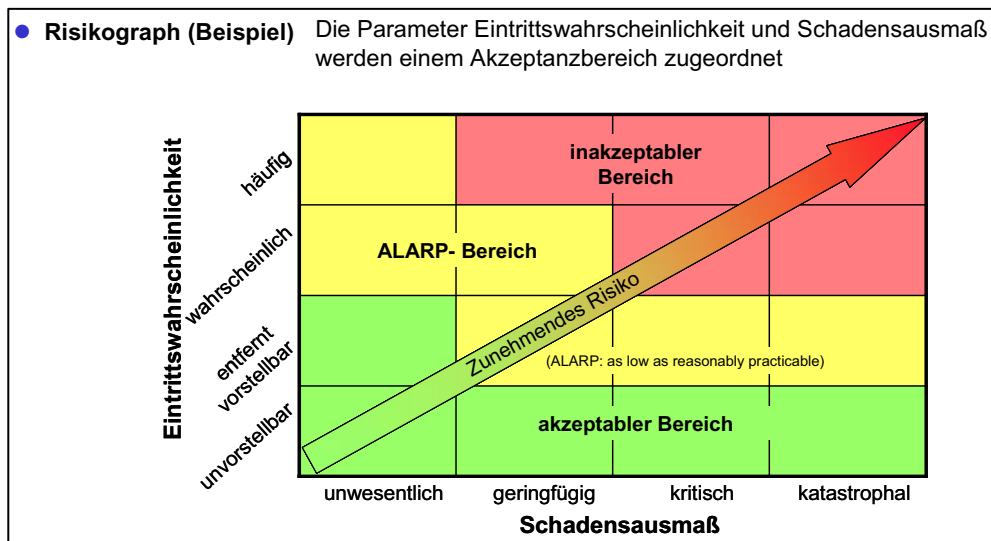 Risikograph (Beispiel) Die Parameter Eintrittswahrscheinlichkeit und Schadensausmaß
werden einem Akzeptanzbereich zugeordnet
Eintrittswahrscheinlichkeit
häufig
wahrscheinlich
entfernt
vorstellbar
unvorstellbar
inakzeptabler
Bereich
ALARP- Bereich
Zunehmendes Risiko
(ALARP: as low as reasonably practicable)
akzeptabler Bereich
unwesentlich geringfügig kritisch katastrophal
Schadensausmaß